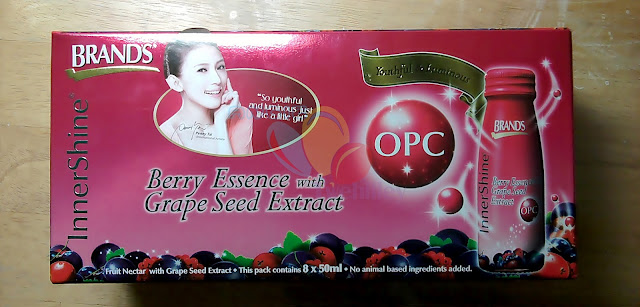 BRAND'S®
InnerShine®
"So youthful
and luminous just
like a little girl"
Youthful & Luminous
OPC
Berry Essence with
Grape Seed Extract
BRAND'S
InnerShine
Berry Essence
Grape Seed
Extract
OPC
Fruit Nectar with Grape Seed Extract • This pack contains 8 x 50ml • No animal based ingredients added.